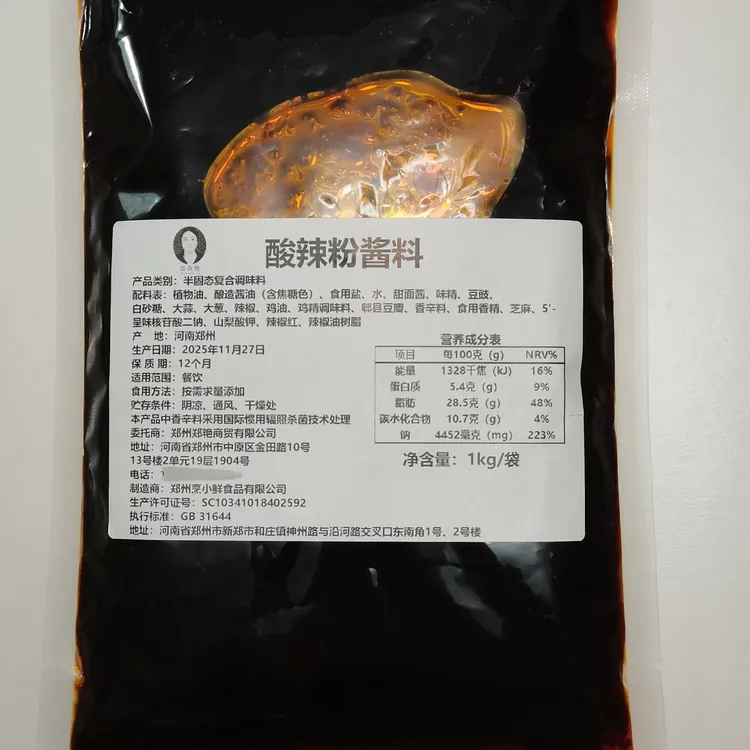 酸辣粉酱料
产品类别：半固态复合调味料
配料表：植物油、酿造酱油（含焦糖色）、食用盐、水、甜面酱、味精、豆豉、
白砂糖、大蒜、大葱、辣椒、鸡油、鸡精调味料、郫县豆瓣、香辛料、食用香精、芝麻、5'-
呈味核苷酸二钠、山梨酸钾、辣椒红、辣椒油树脂
产 地：河南郑州
生产日期：2025年11月27日
保 质 期：12个月
适用范围：餐饮
食用方法：按需求量添加
贮存条件：阴凉、通风、干燥处
本产品中香辛料采用国际惯用辐照杀菌技术处理
委托商：郑州郑艳商贸有限公司
地址：河南省郑州市中原区金田路10号
13号楼2单元19层1904号
电话：
制造商：郑州烹小鲜食品有限公司
生产许可证号：SC10341018402592
执行标准：GB 31644
地址：河南省郑州市新郑市和庄镇神州路与沿河路交叉口东南角1号、2号楼
营养成分表
项目 每100克（g） NRV%
能量 1328千焦（kJ） 16%
蛋白质 5.4克（g） 9%
脂肪 28.5克（g） 48%
碳水化合物 10.7克（g） 4%
钠 4452毫克（mg） 223%
净含量：1kg/袋